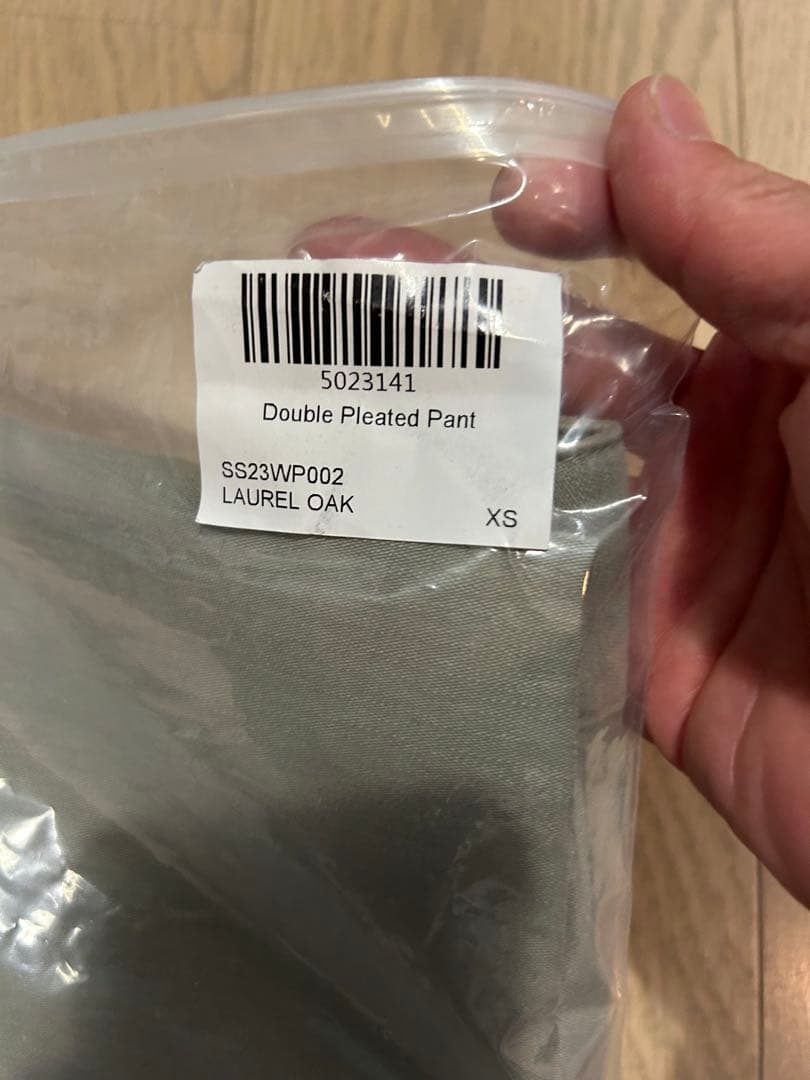 5023141
Double Pleated Pant
SS23WP002
LAUREL OAK
XS